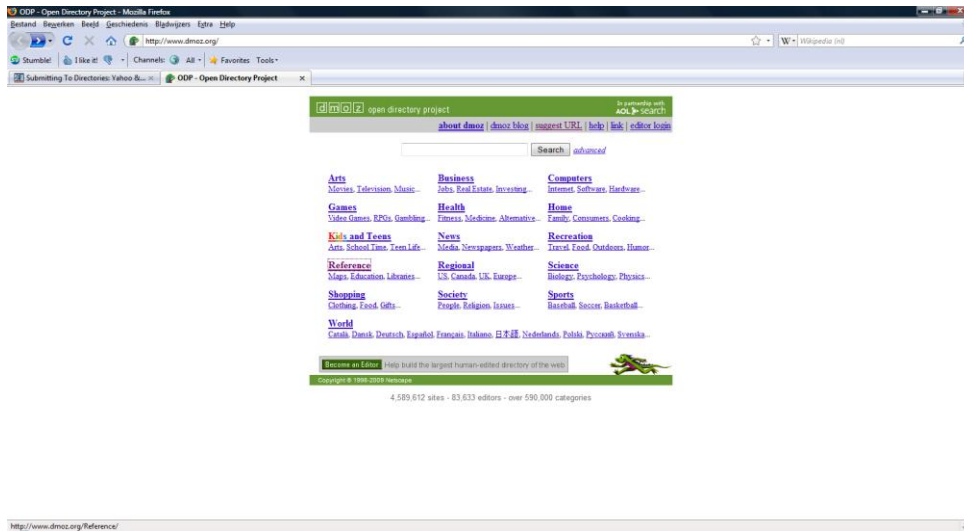 ODP - Open Directory Project - Mozilla Firefox
Bestand Bewerken Beeld Geschiedenis Bladwijzers Extra Help
http://www.dmoz.org/ W Wikipedia (nl)
Stumble! I like it! Channels: All Favorites Tools
Submitting To Directories: Yahoo &... ODP - Open Directory Project
dmoz open directory project In partnership with AOL search
about dmoz | dmoz blog | suggest URL | help | link | editor login
Search advanced
Arts Business Computers
Movies, Television, Music... Jobs, Real Estate, Investing... Internet, Software, Hardware...
Games Health Home
Video Games, RPGs, Gambling... Fitness, Medicine, Alternative... Family, Consumers, Cooking...
Kids and Teens News Recreation
Arts, School Time, Teen Life... Media, Newspapers, Weather... Travel, Food, Outdoors, Humor...
Reference Regional Science
Maps, Education, Libraries... US, Canada, UK, Europe... Biology, Psychology, Physics...
Shopping Society Sports
Clothing, Food, Gifts... People, Religion, Issues... Baseball, Soccer, Basketball...
World
Català, Dansk, Deutsch, Español, Français, Italiano, 日本語, Nederlands, Polski, Русский, Svenska...
Become an Editor Help build the largest human-edited directory of the web
Copyright © 1998-2009 Netscape
4,589,612 sites - 83,633 editors - over 590,000 categories
http://www.dmoz.org/Reference/